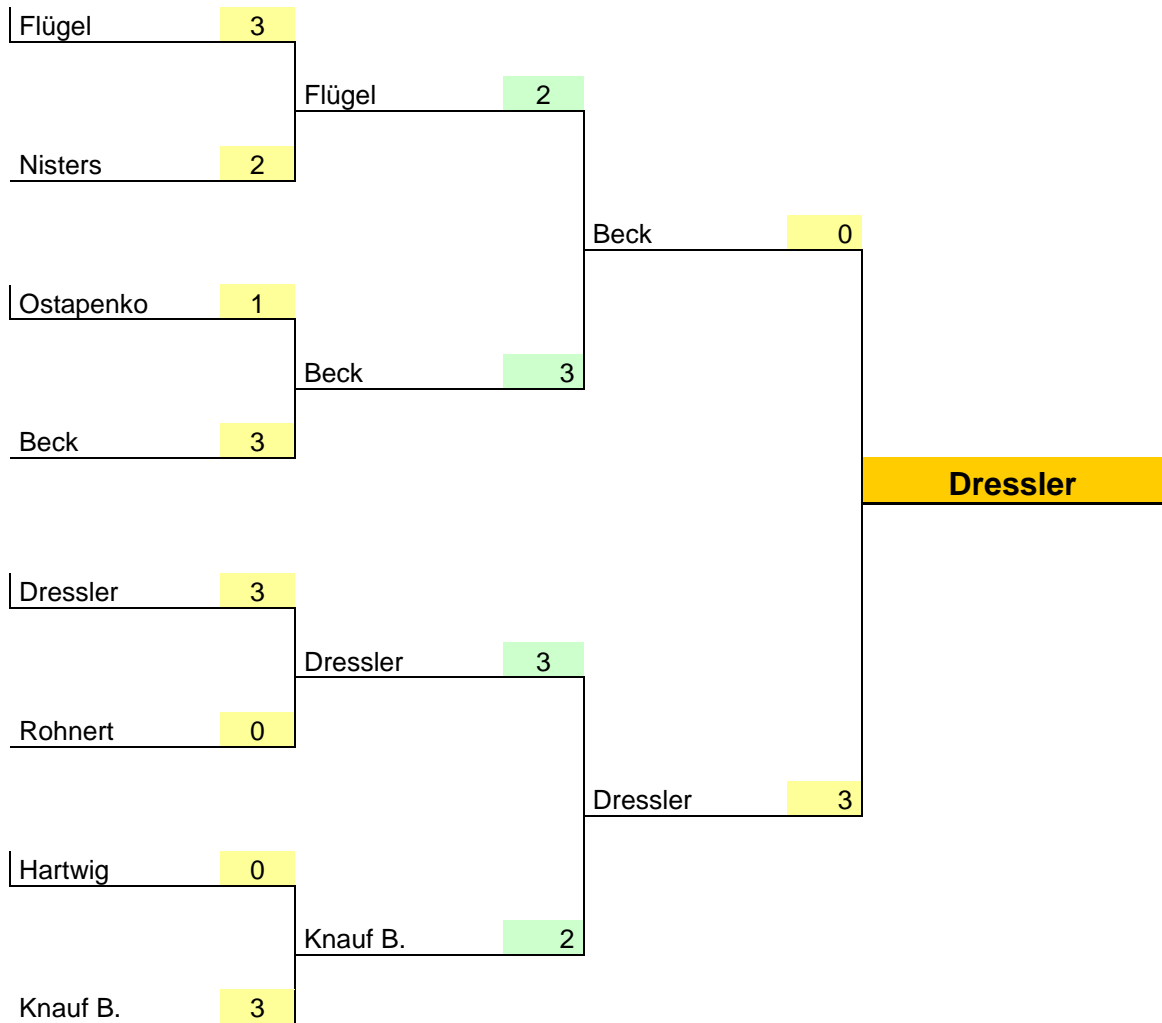 Flügel 3
Flügel 2
Nisters 2
Beck 0
Ostapenko 1
Beck 3
Beck 3
Dressler
Dressler 3
Dressler 3
Rohnert 0
Dressler 3
Hartwig 0
Knauf B. 2
Knauf B. 3